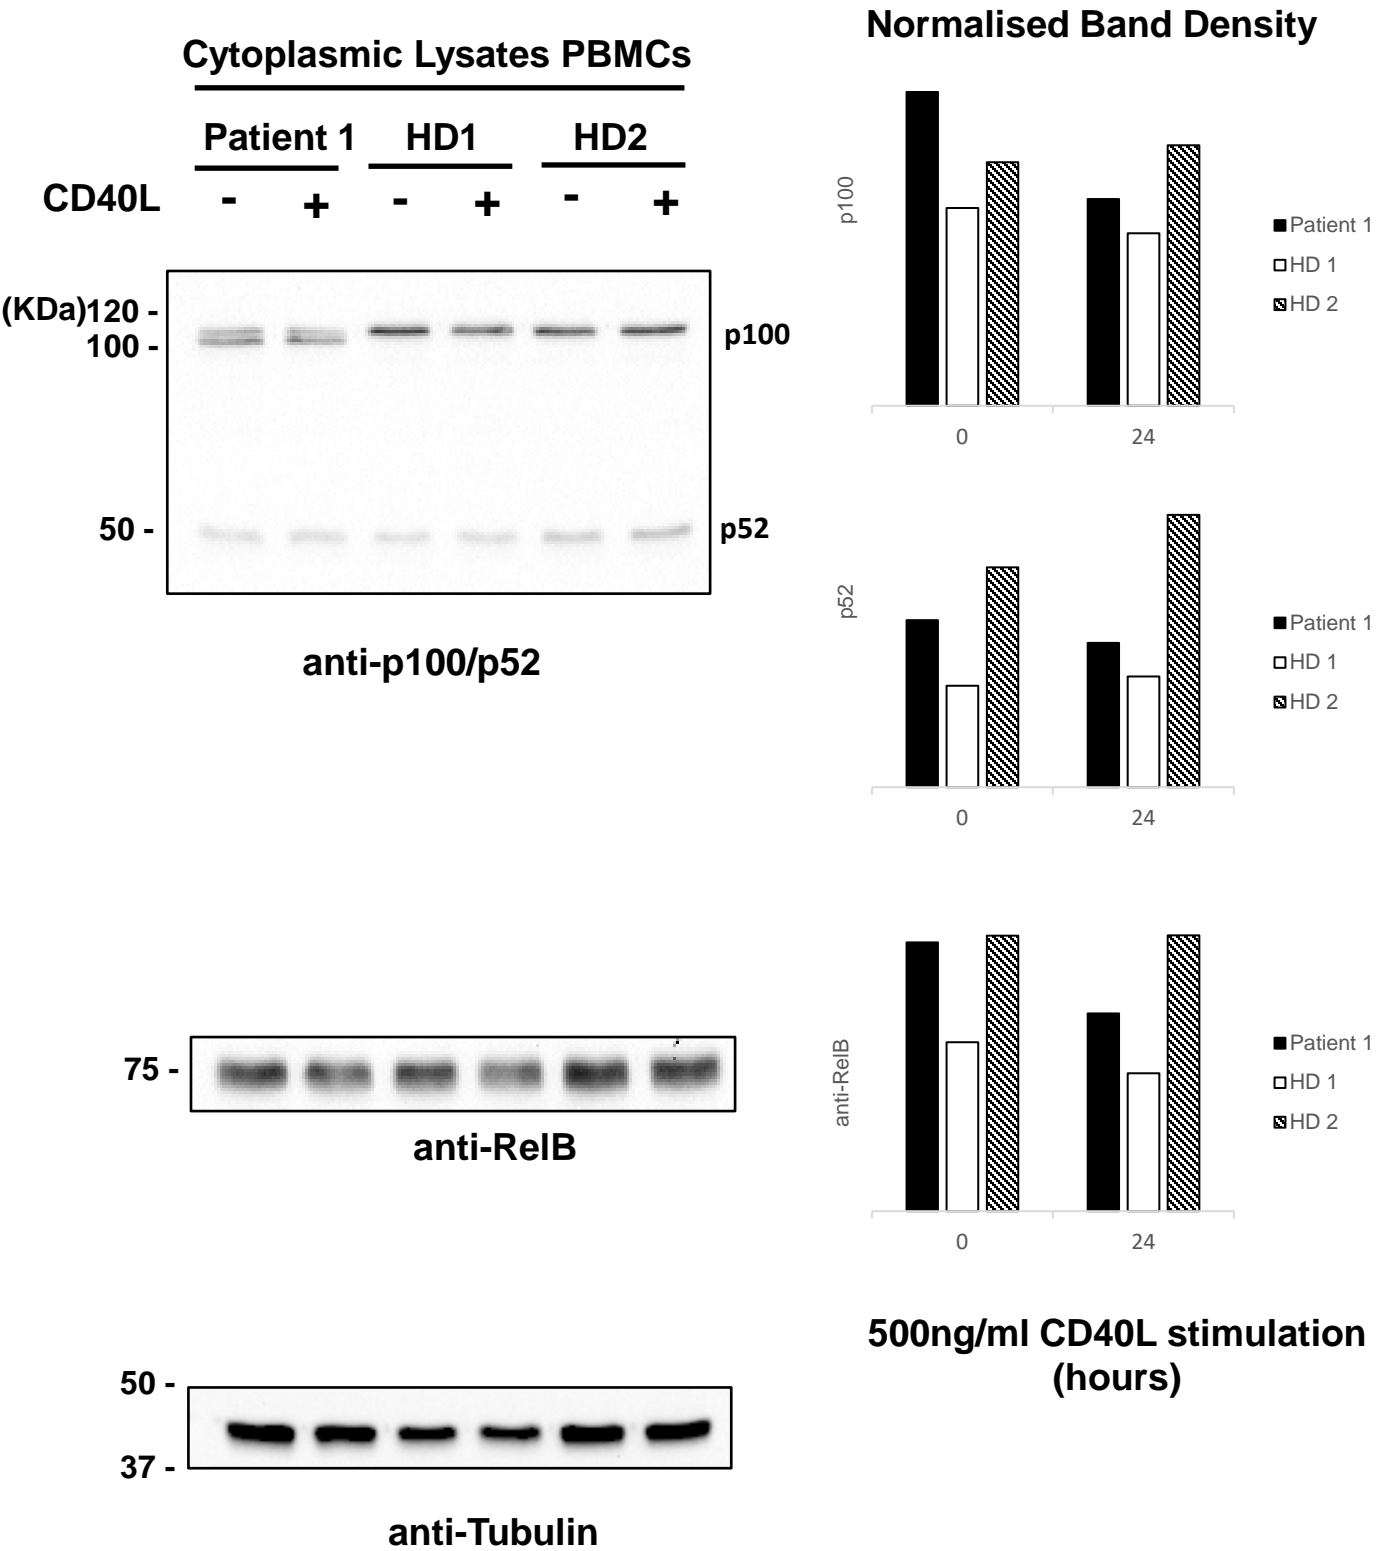 Normalised Band Density
Cytoplasmic Lysates PBMCs
Patient 1 HD1 HD2
CD40L - + - + - +
(KDa)120 -
100 -
50 -
p100
p52
anti-p100/p52
75 -
anti-RelB
50 -
37 -
anti-Tubulin
p100
0 24
Patient 1
HD 1
HD 2
p52
0 24
Patient 1
HD 1
HD 2
anti-RelB
0 24
Patient 1
HD 1
HD 2
500ng/ml CD40L stimulation
(hours)